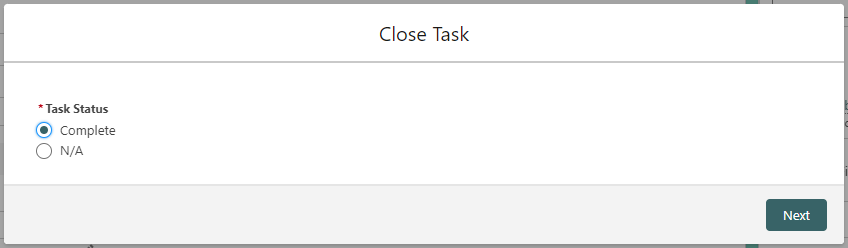 Close Task
* Task Status
Complete
N/A
Next